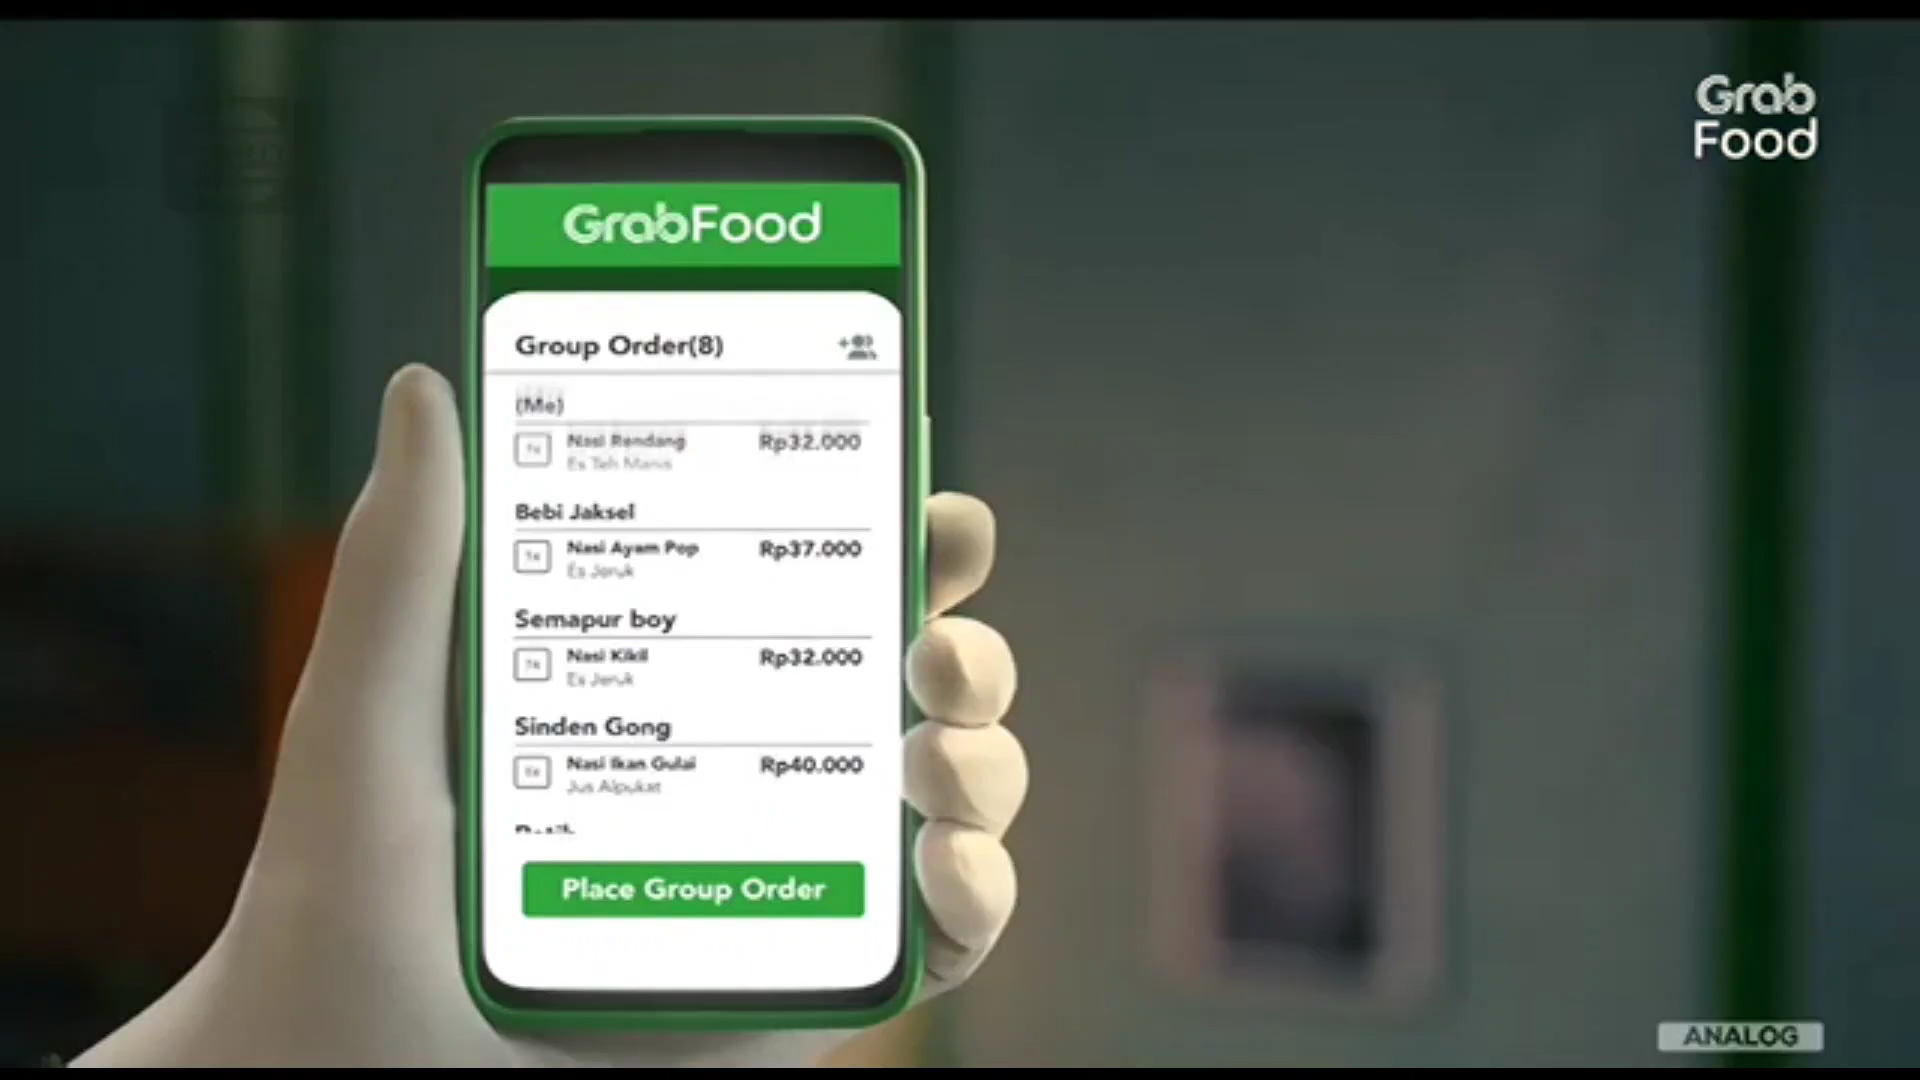 Grab
Food
GrabFood
Group Order(8)
(Me)
Nasi Rendang Rp32.000
Es Teh Manis
Bebi Jaksel
1x Nasi Ayam Pop Rp37.000
Es Jeruk
Semapur boy
1x Nasi Kikil Rp32.000
Es Jeruk
Sinden Gong
Nasi Ikan Gulai Rp40.000
Jus Alpukat
Place Group Order
ANALOG